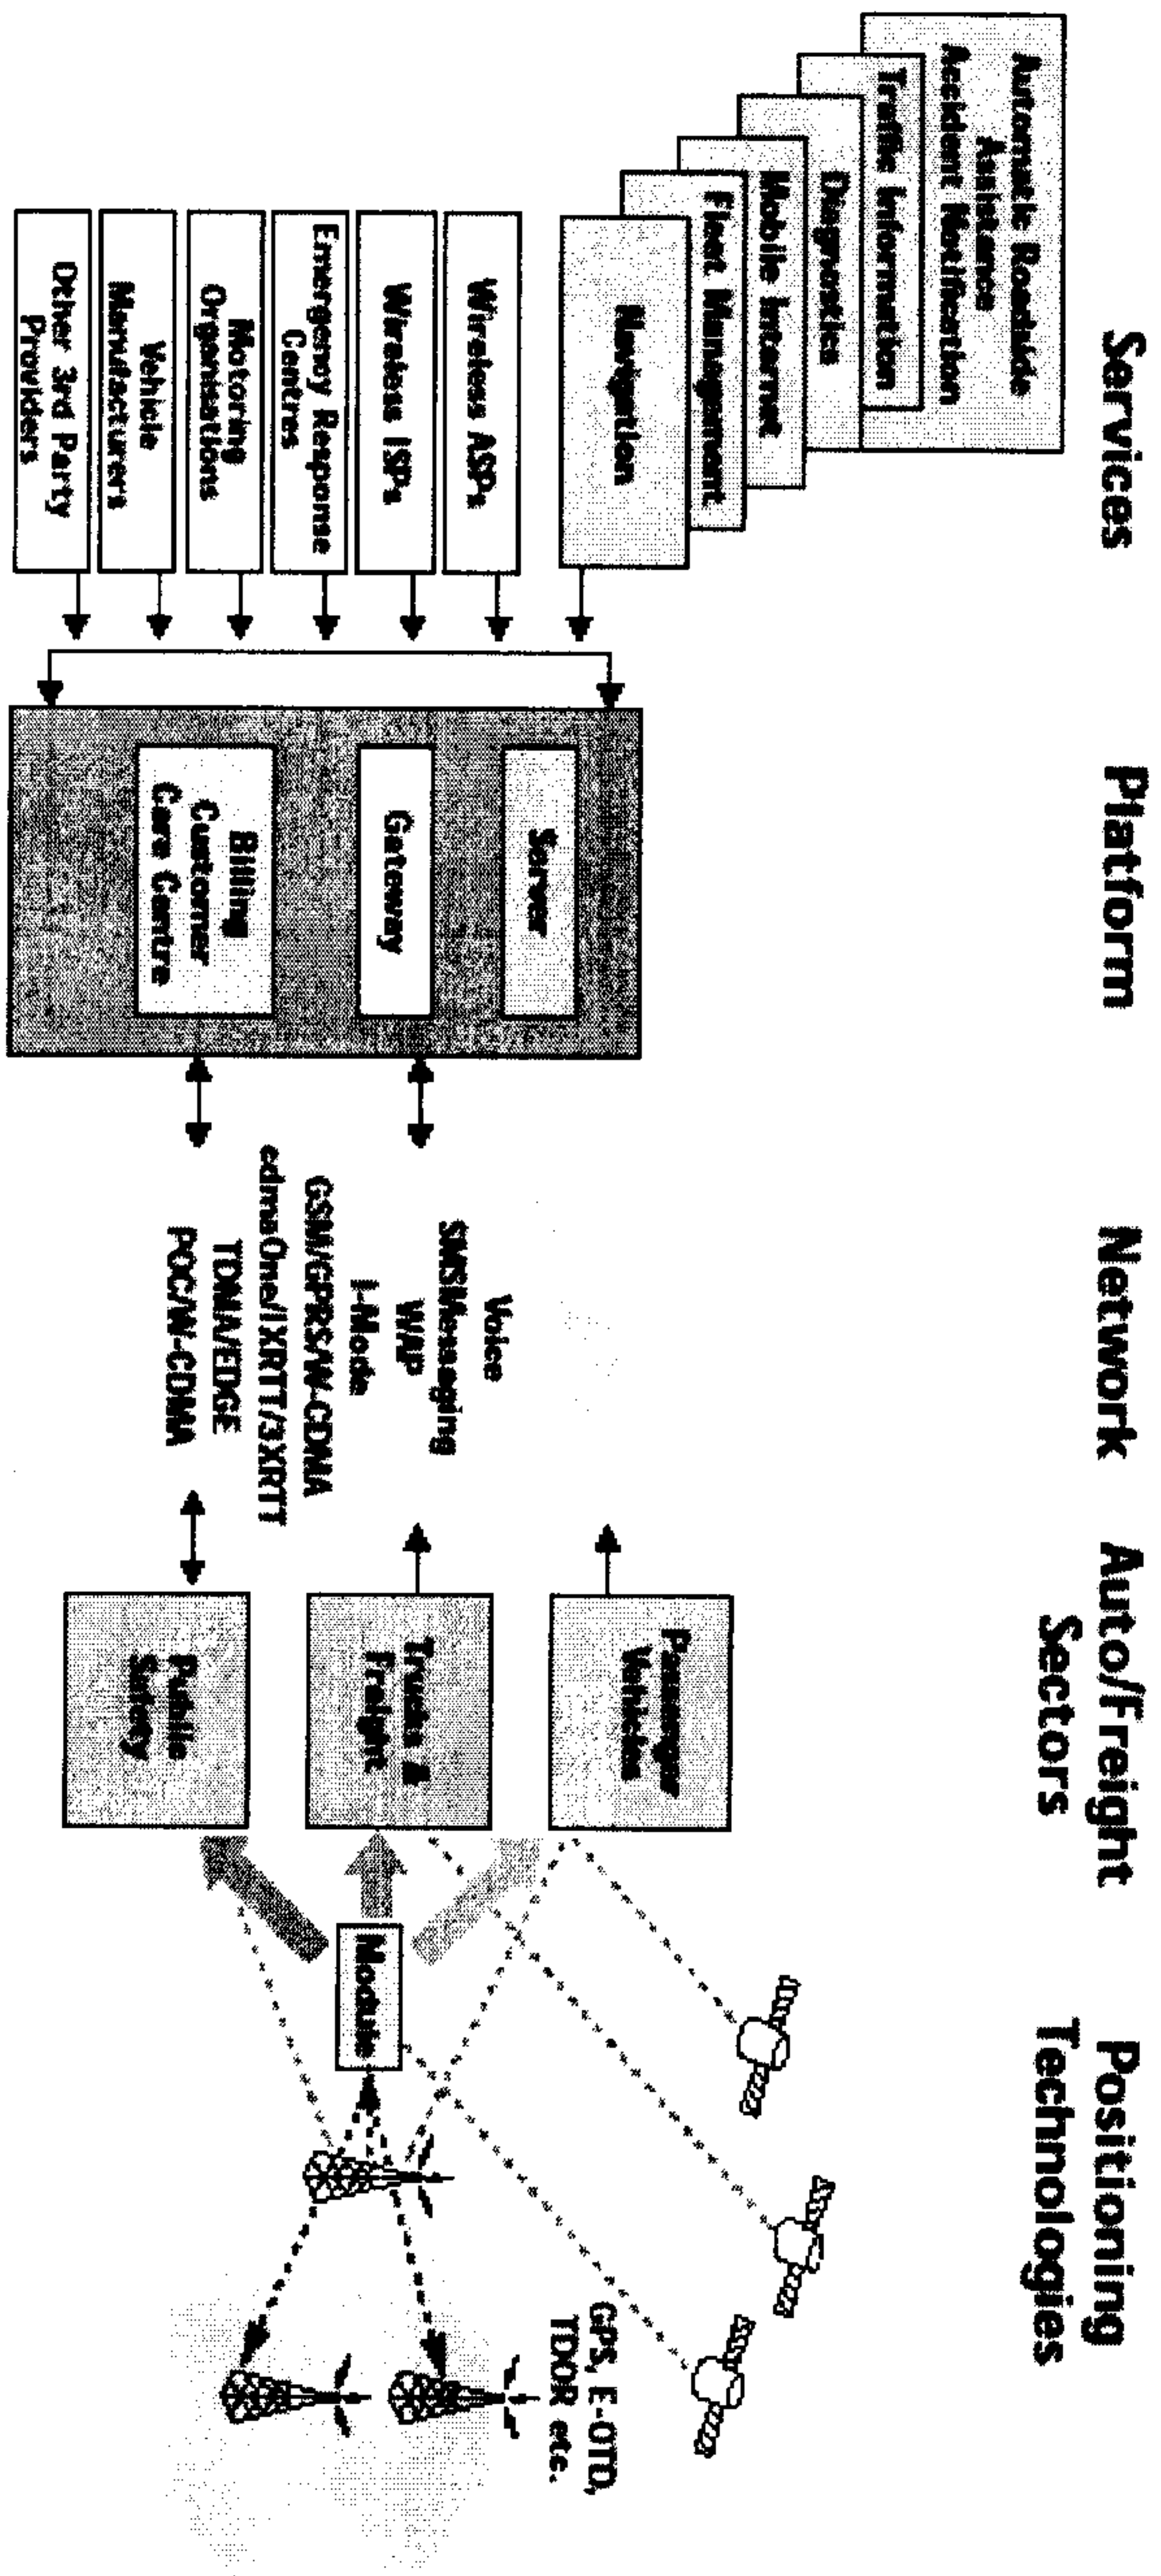 Services
Platform
Network
Auto/Freight
Sectors
Positioning
Technologies
Automatic Roadside
Assistance
Accident Notification
Traffic Information
Diagnostics
Mobile Internet
Fleet Management
Navigation
Wireless ASPs
Wireless ISPs
Emergency Response
Centres
Motoring
Organisations
Vehicle
Manufacturers
Other 3rd Party
Providers
Server
Gateway
Billing
Customer
Care Centre
Voice
SMSMessaging
WAP
I-Mode
GSM/GPRS/W-CDMA
cdmaOne/1XRTT/3XRTT
TDMA/EDGE
PDC/W-CDMA
Passenger
Vehicles
Trucks &
Freight
Public
Safety
Module
GPS, E-OTD,
TDOR etc.